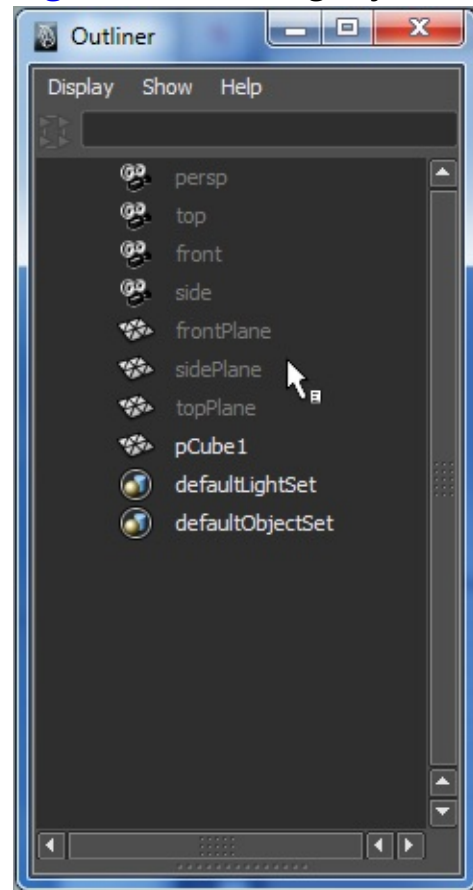 Outliner
Display Show Help
persp
top
front
side
frontPlane
sidePlane
topPlane
pCube1
defaultLightSet
defaultObjectSet